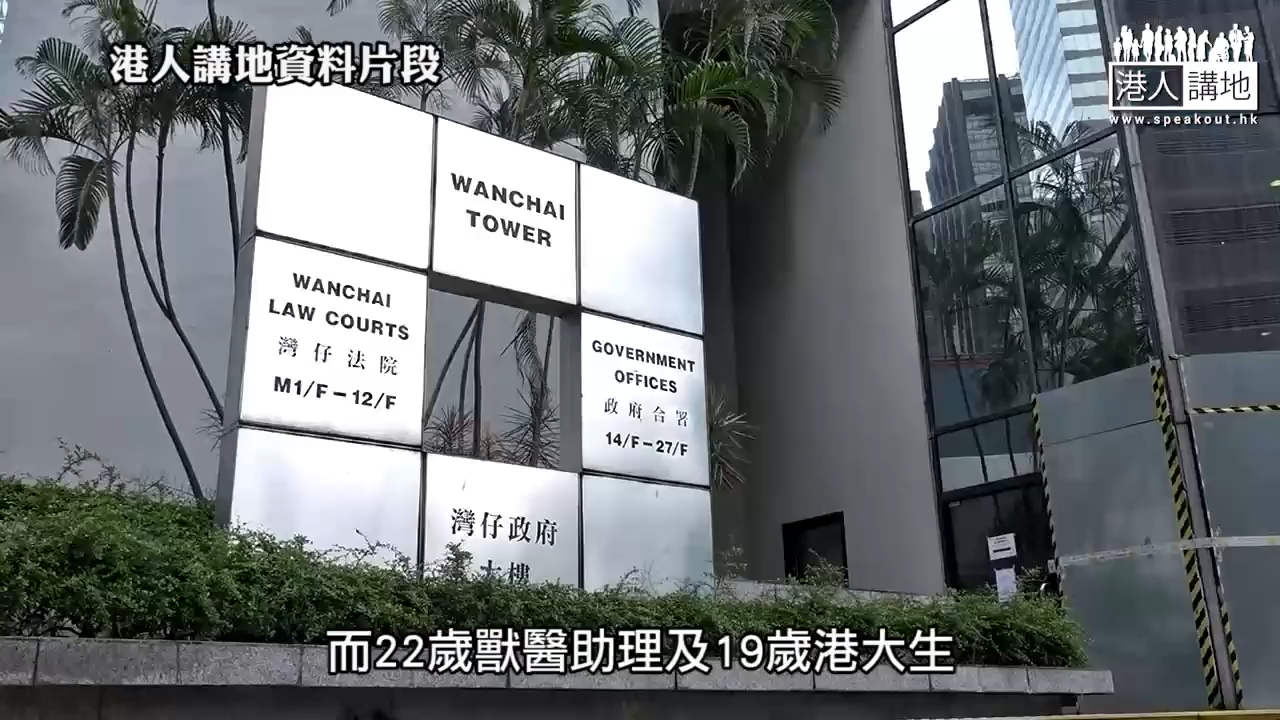 港人講地資料片段
港人講地
www.speakout.hk
WANCHAI
TOWER
WANCHAI
LAW COURTS
灣仔法院
M1/F－12/F
GOVERNMENT
OFFICES
政府合署
14/F－27/F
灣仔政府
大樓
而22歲獸醫助理及19歲港大生